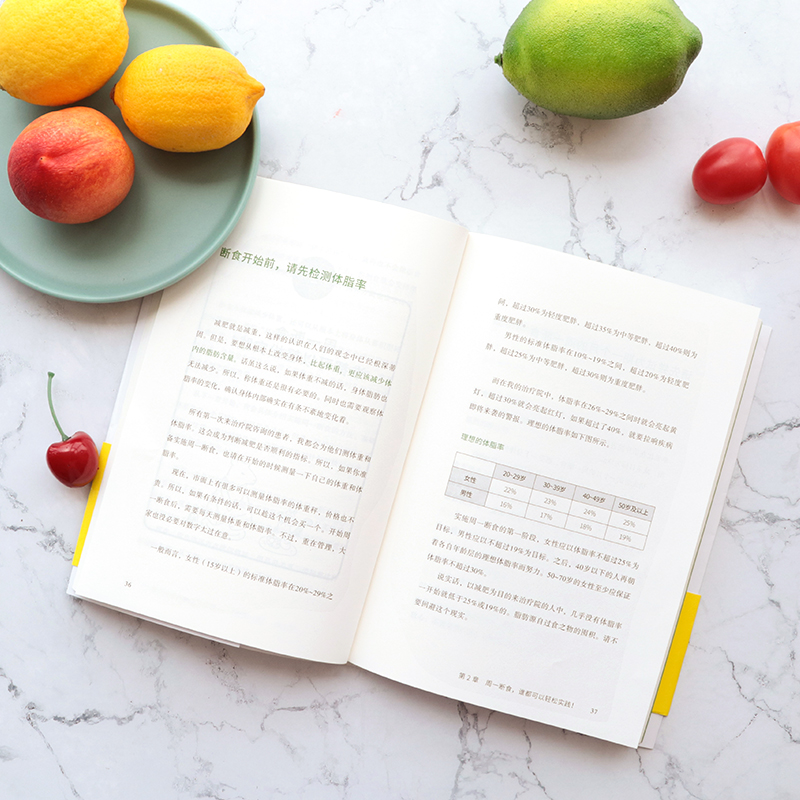 断食开始前，请先检测体脂率
减肥就是减重，这样的认识在人们的观念中已经根深蒂
固。但是，要想从根本上改变身体，比起体重，更应该减少体
内的脂肪含量。话虽这么说，如果体重不减的话，身体脂肪也
无法减少。所以，称体重还是很有必要的，同时也需要观察体
脂率的变化，确认身体内部确实在有条不紊地变化着。
所有第一次来治疗院咨询的患者，我都会为他们测体重和
体脂率。这会成为判断减肥是否顺利的指标。所以，如果你准
备实施周一断食，也请在开始的时候测量一下自己的体重和体
脂率。
现在，市面上有很多可以测量体脂率的体重秤，价格也不
贵，所以，如果有条件的话，可以趁这个机会买一个。开始周
一断食后，需要每天测量体重和体脂率。不过，重在管理，大
家也没必要对数字太过在意。
一般而言，女性（15岁以上）的标准体脂率在20%~29%之
36
间，超过30%为轻度肥胖，超过35%为中等肥胖，超过40%则为
重度肥胖。
男性的标准体脂率在10%~19%之间，超过20%为轻度肥
胖，超过25%为中等肥胖，超过30%则为重度肥胖。
而在我的治疗院中，体脂率在26%~29%之间时就会亮起黄
灯，超过30%就会亮起红灯，如果超过了40%，就要拉响疾病
即将来袭的警报。理想的体脂率如下图所示。
理想的体脂率
20~29岁 30~39岁 40~49岁 50岁及以上
女性 22% 23% 24% 25%
男性 16% 17% 18% 19%
实施周一断食的第一阶段，女性应以体脂率不超过25%为
目标，男性应以不超过19%为目标。之后，40岁以下的人再朝
着各自年龄层的理想体脂率而努力。50~70岁的女性至少应保证
体脂率不超过30%。
说实话，以减肥为目的来治疗院的人中，几乎没有体脂率
一开始就低于25%或19%的。脂肪源自过食之物的囤积，请不
要回避这个现实。
第 2 章 周一断食，谁都可以轻松实践！
37